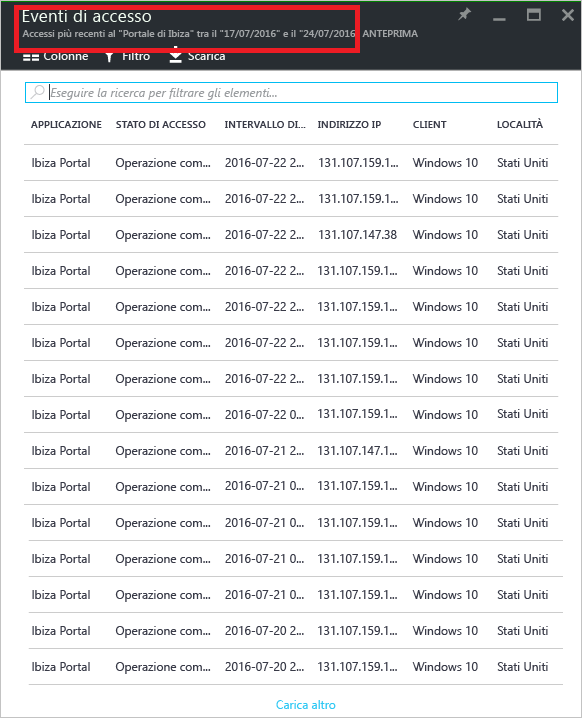 Eventi di accesso
Accessi più recenti al "Portale di Ibiza" tra il "17/07/2016" e il "24/07/2016 ANTEPRIMA
Colonne Filtro Scarica
Eseguire la ricerca per filtrare gli elementi...
APPLICAZIONE STATO DI ACCESSO INTERVALLO DI... INDIRIZZO IP CLIENT LOCALITÀ
Ibiza Portal Operazione com... 2016-07-22 2... 131.107.159.1... Windows 10 Stati Uniti
Ibiza Portal Operazione com... 2016-07-22 2... 131.107.159.1... Windows 10 Stati Uniti
Ibiza Portal Operazione com... 2016-07-22 2... 131.107.147.38 Windows 10 Stati Uniti
Ibiza Portal Operazione com... 2016-07-22 2... 131.107.159.1... Windows 10 Stati Uniti
Ibiza Portal Operazione com... 2016-07-22 2... 131.107.159.1... Windows 10 Stati Uniti
Ibiza Portal Operazione com... 2016-07-22 2... 131.107.159.1... Windows 10 Stati Uniti
Ibiza Portal Operazione com... 2016-07-22 2... 131.107.159.1... Windows 10 Stati Uniti
Ibiza Portal Operazione com... 2016-07-22 0... 131.107.159.1... Windows 10 Stati Uniti
Ibiza Portal Operazione com... 2016-07-21 2... 131.107.147.1... Windows 10 Stati Uniti
Ibiza Portal Operazione com... 2016-07-21 0... 131.107.159.1... Windows 10 Stati Uniti
Ibiza Portal Operazione com... 2016-07-21 0... 131.107.159.1... Windows 10 Stati Uniti
Ibiza Portal Operazione com... 2016-07-21 0... 131.107.159.1... Windows 10 Stati Uniti
Ibiza Portal Operazione com... 2016-07-21 0... 131.107.159.1... Windows 10 Stati Uniti
Ibiza Portal Operazione com... 2016-07-20 2... 131.107.159.1... Windows 10 Stati Uniti
Ibiza Portal Operazione com... 2016-07-20 2... 131.107.159.1... Windows 10 Stati Uniti
Carica altro